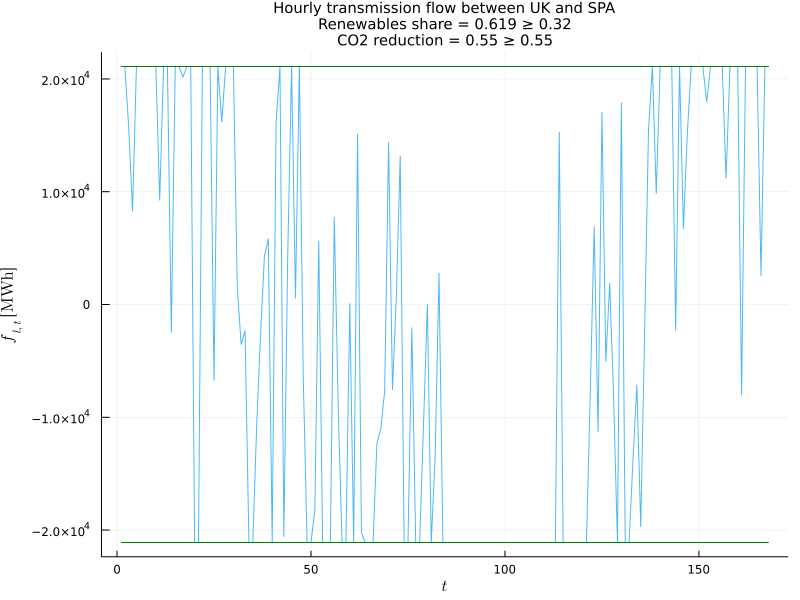 Hourly transmission flow between UK and SPA
Renewables share = 0.619 ≥ 0.32
CO2 reduction = 0.55 ≥ 0.55
2.0×10⁴
1.0×10⁴
0
−1.0×10⁴
−2.0×10⁴
f_{l,t} [MWh]
0 50 100 150
t